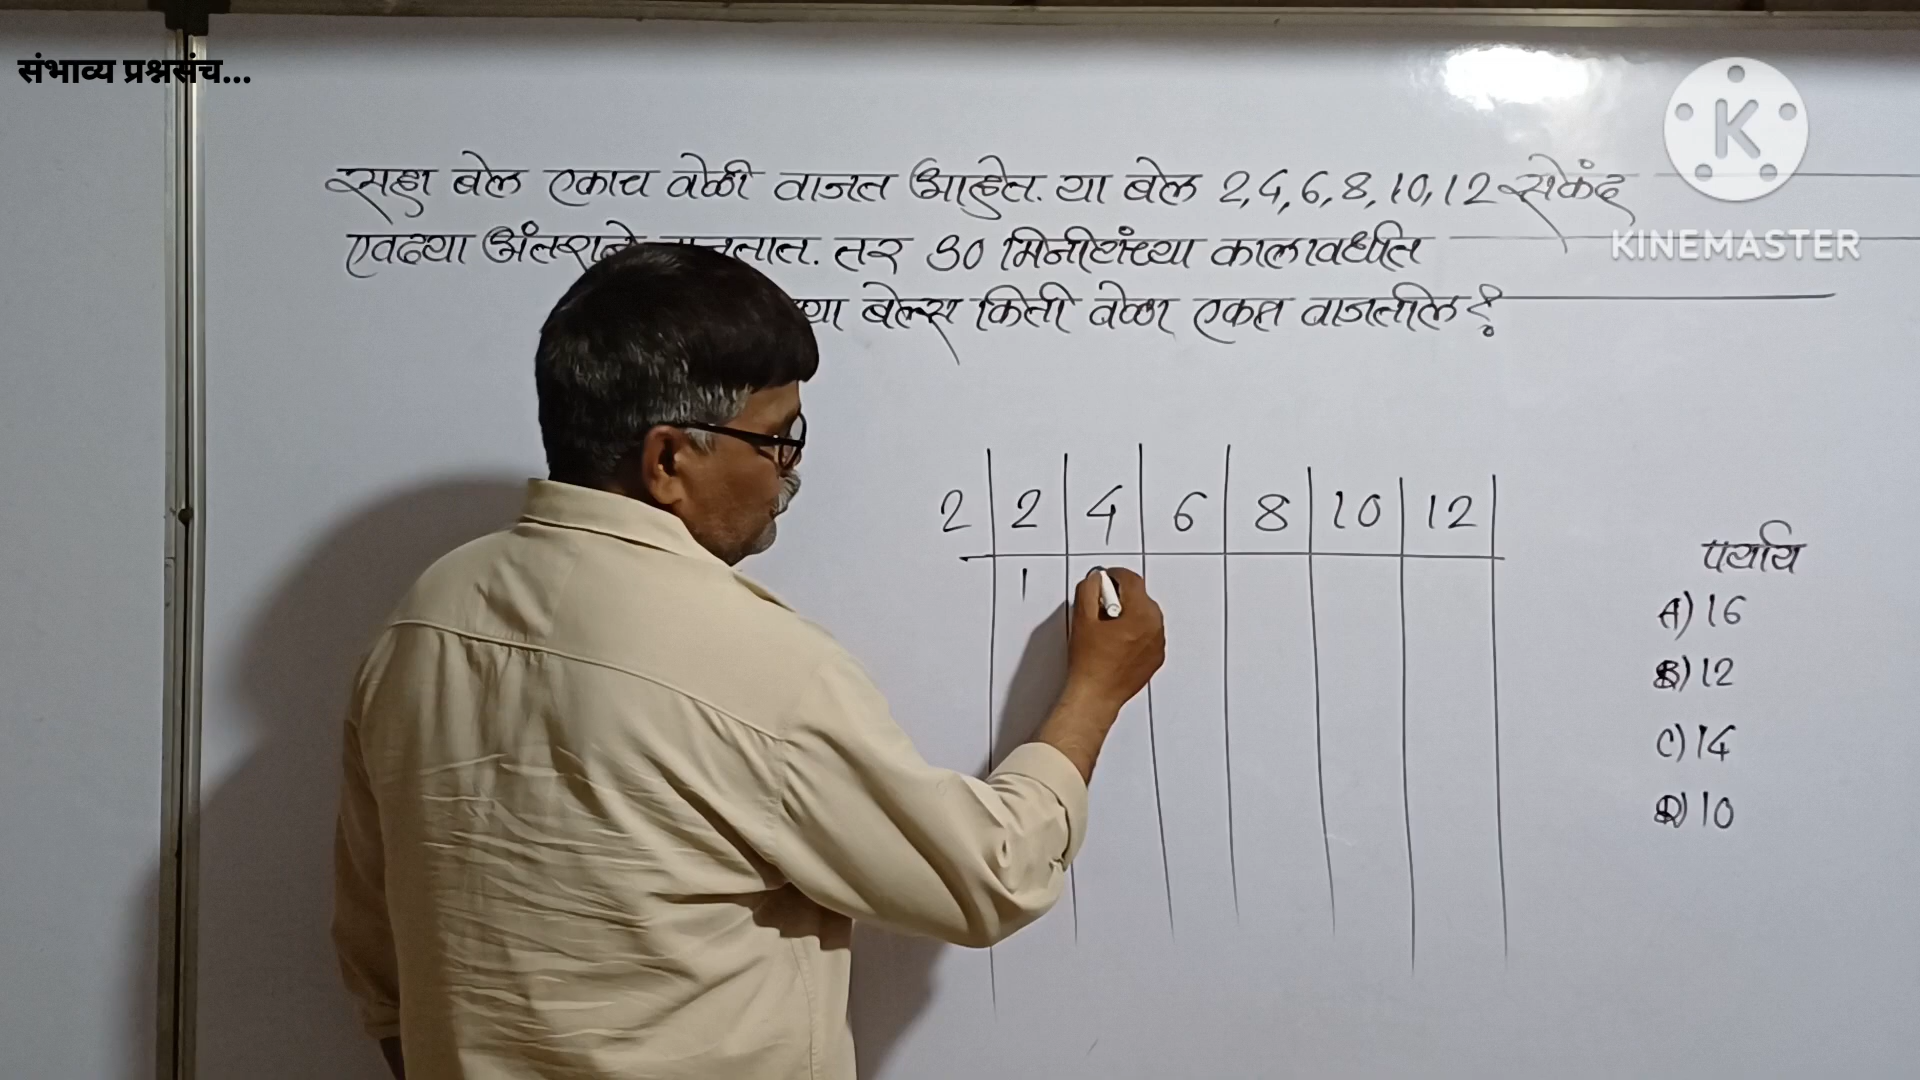 संभाव्य प्रश्नसंच...
KINEMASTER
सहा बेल एकाच वेळी वाजत आहेत. या बेल 2, 4, 6, 8, 10, 12 सेकंद
एवढ्या अंतराने तर 30 मिनीटांच्या कालावधीत
या बेल्स किती वेळा एकत्र वाजतील?
2 2 4 6 8 10 12
1
पर्याय
A) 16
B) 12
C) 14
D) 10